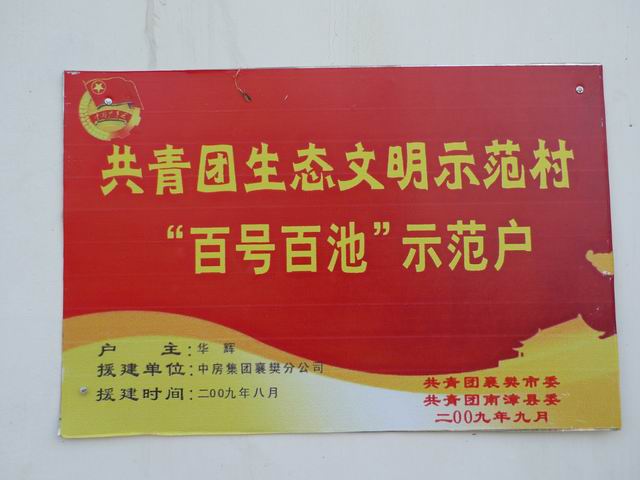 共青团生态文明示范村
“百号百池”示范户
户主:华辉
援建单位:中房集团襄樊分公司
援建时间:二00九年八月
共青团襄樊市委
共青团南漳县委
二00九年九月